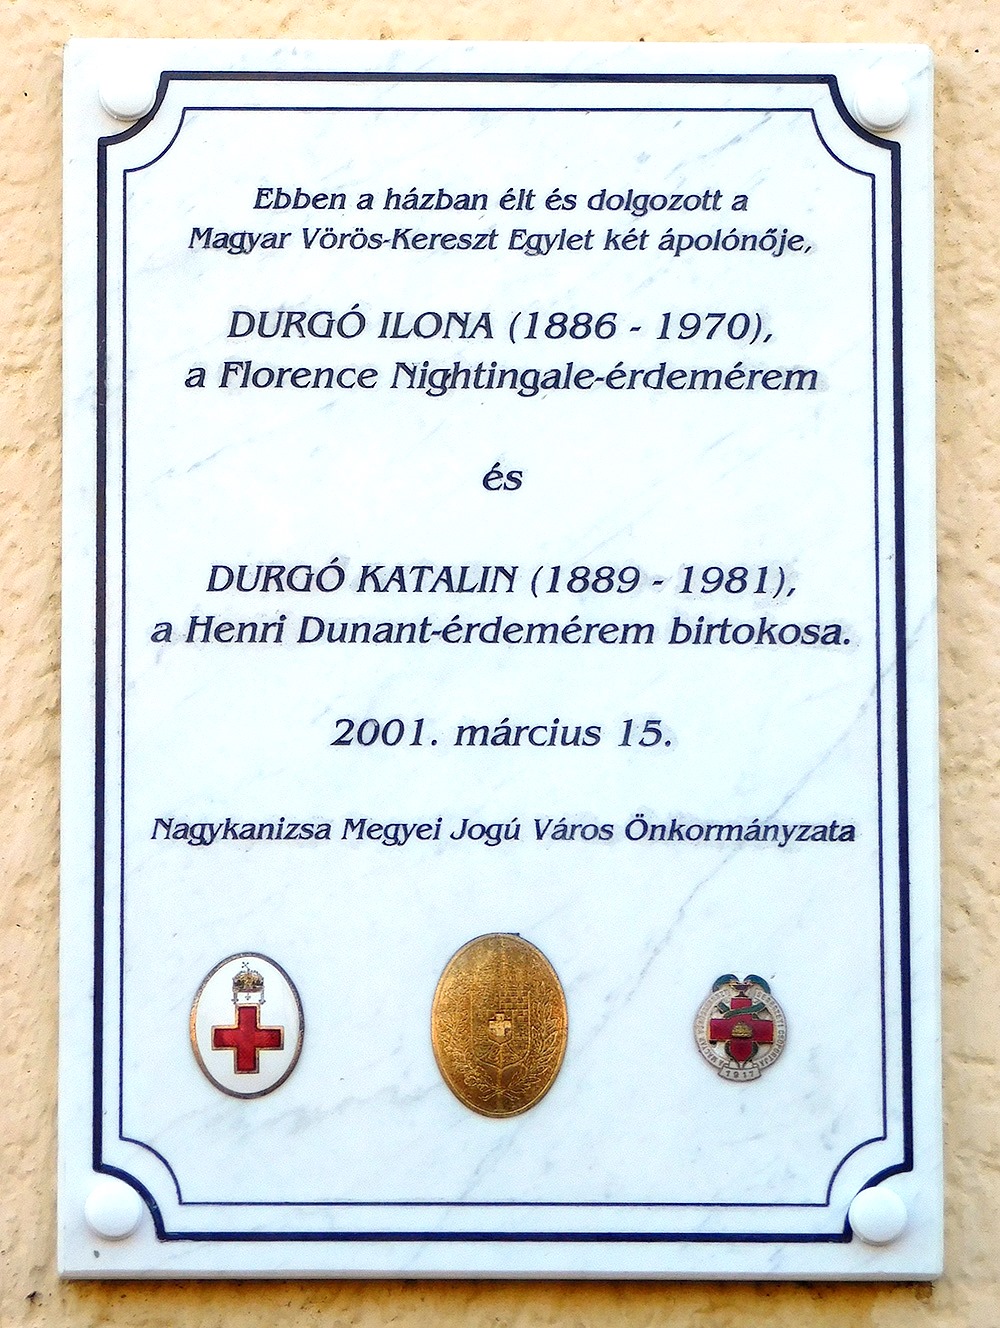 Ebben a házban élt és dolgozott a
Magyar Vörös-Kereszt Egylet két ápolónője,
DURGÓ ILONA (1886 - 1970),
a Florence Nightingale-érdemérem
és
DURGÓ KATALIN (1889 - 1981),
a Henri Dunant-érdemérem birtokosa.
2001. március 15.
Nagykanizsa Megyei Jogú Város Önkormányzata
1917